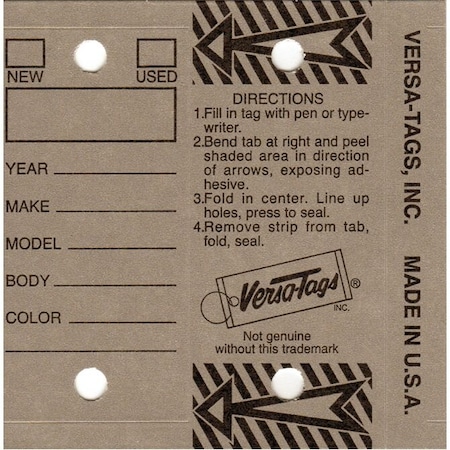 NEW USED
YEAR
MAKE
MODEL
BODY
COLOR
DIRECTIONS
1.Fill in tag with pen or type-
writer.
2.Bend tab at right and peel
shaded area in direction
of arrows, exposing ad-
hesive.
3.Fold in center. Line up
holes, press to seal.
4.Remove strip from tab,
fold, seal.
Versa-Tags ®
INC.
Not genuine
without this trademark
VERSA-TAGS, INC. MADE IN U.S.A.